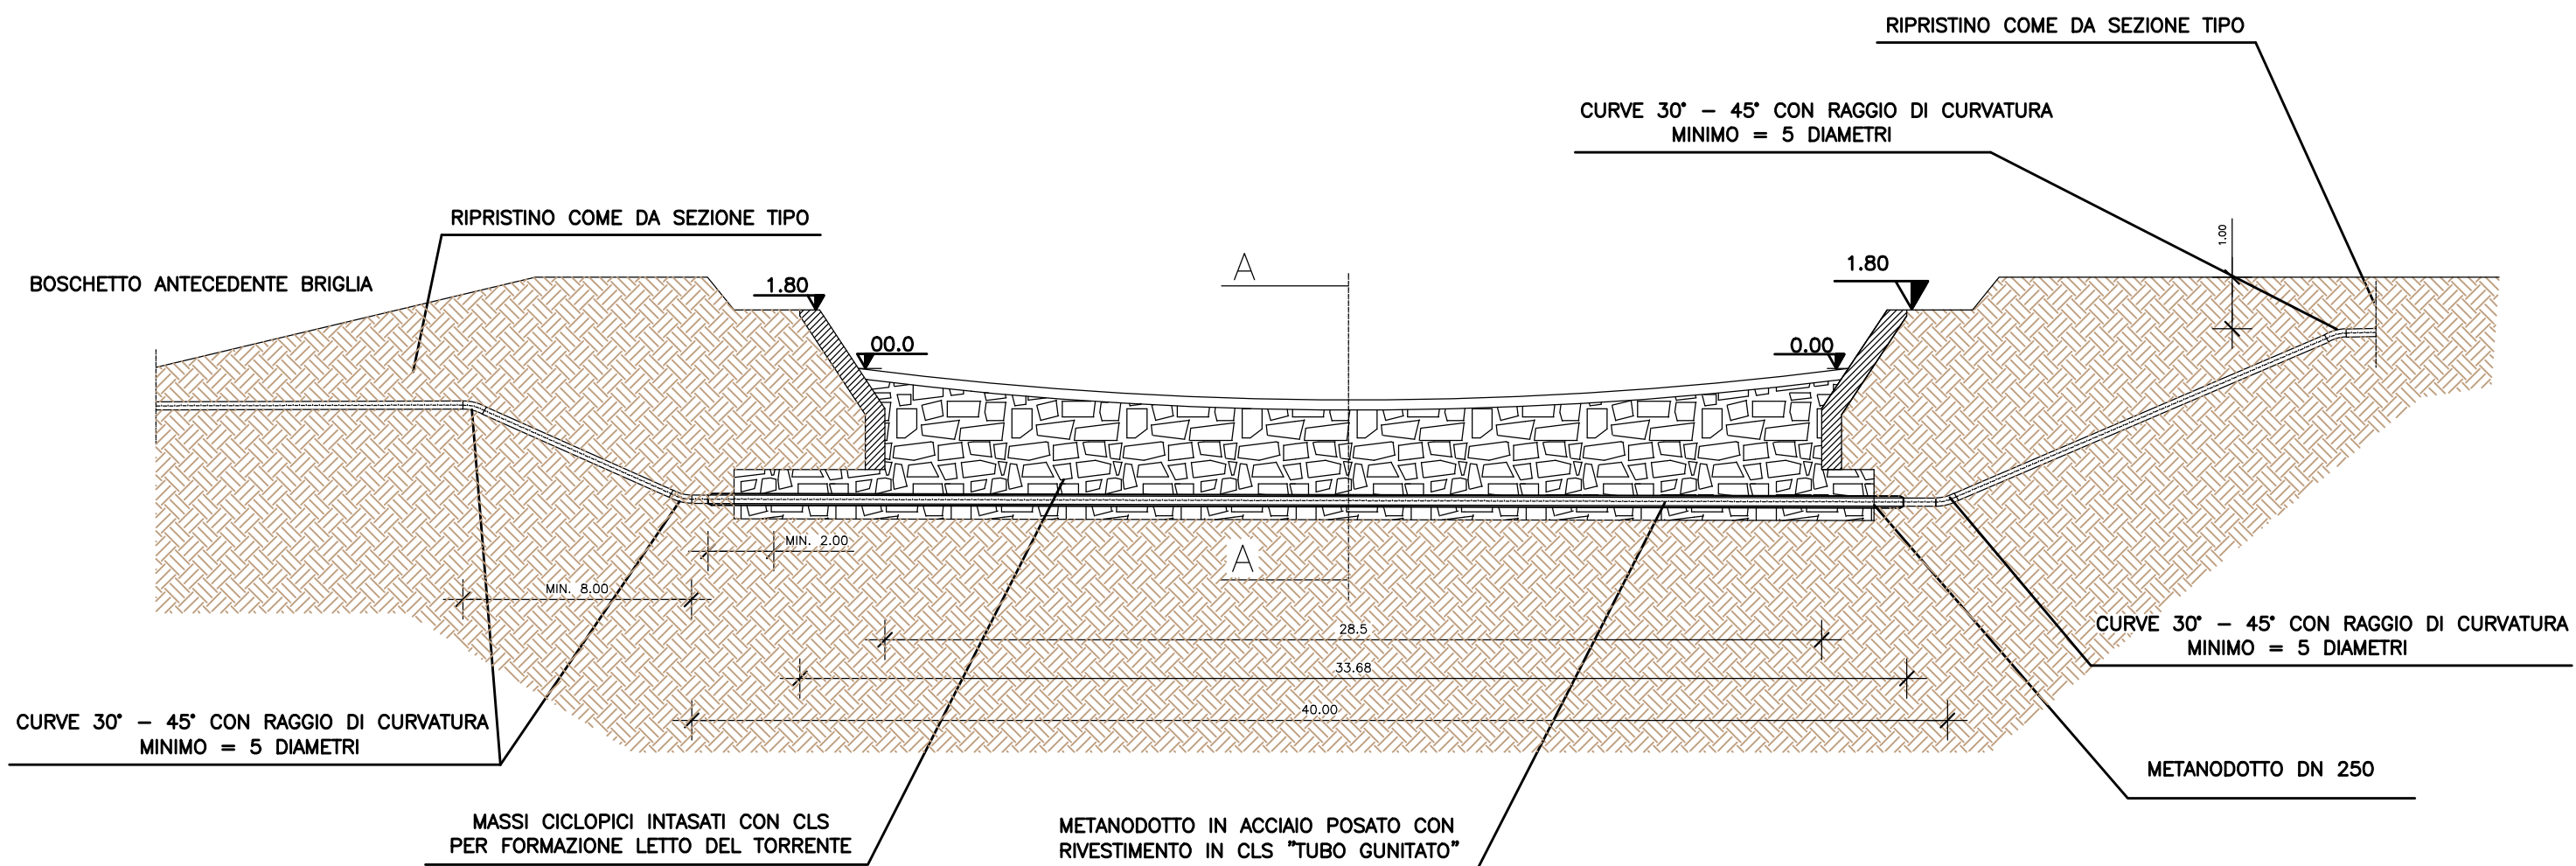 RIPRISTINO COME DA SEZIONE TIPO
CURVE 30° – 45° CON RAGGIO DI CURVATURA
MINIMO = 5 DIAMETRI
RIPRISTINO COME DA SEZIONE TIPO
1.00
BOSCHETTO ANTECEDENTE BRIGLIA
1.80
A
1.80
00.0
0.00
MIN. 2.00
A
MIN. 8.00
28.5
CURVE 30° – 45° CON RAGGIO DI CURVATURA
MINIMO = 5 DIAMETRI
33.68
40.00
CURVE 30° – 45° CON RAGGIO DI CURVATURA
MINIMO = 5 DIAMETRI
METANODOTTO DN 250
MASSI CICLOPICI INTASATI CON CLS
PER FORMAZIONE LETTO DEL TORRENTE
METANODOTTO IN ACCIAIO POSATO CON
RIVESTIMENTO IN CLS "TUBO GUNITATO"